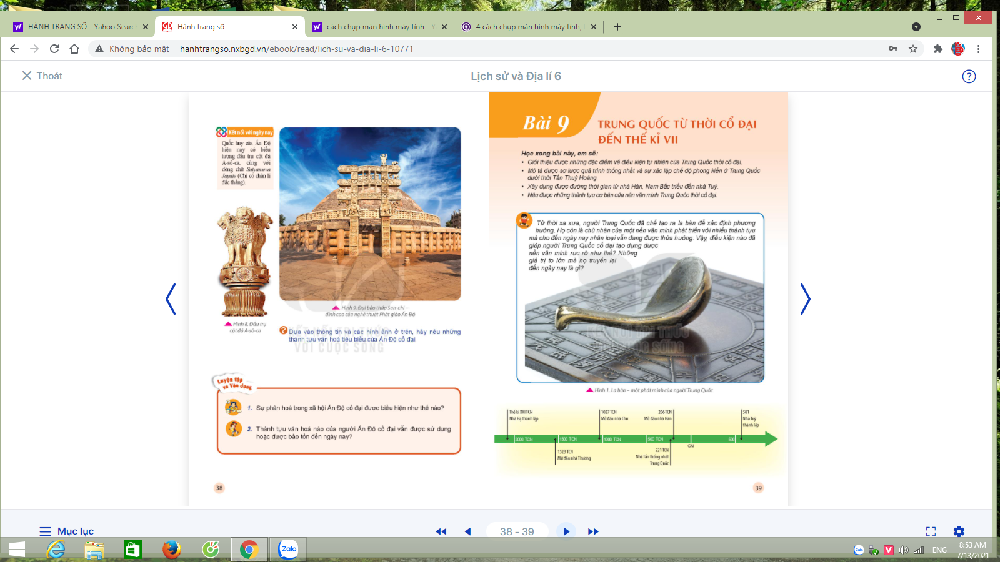 HÀNH TRANG SỐ - Yahoo Search
Hành trang số
cách chụp màn hình máy tính - Y
4 cách chụp màn hình máy tính,
Không bảo mật
hanhtrangso.nxbgd.vn/ebook/read/lich-su-va-dia-li-6-10771
Thoát
Lịch sử và Địa lí 6
Kết nối với ngày nay
Quốc huy của Ấn Độ
hiện nay có biểu
tượng đầu trụ cột đá
A-sô-ca, cùng với
dòng chữ Satyameva
Jayate (Chỉ có chân lí
đắc thắng).
Hình 8. Đầu trụ
cột đá A-sô-ca
Hình 9. Đại bảo tháp San-chi –
đỉnh cao của nghệ thuật Phật giáo Ấn Độ
Dựa vào thông tin và các hình ảnh ở trên, hãy nêu những
thành tựu văn hoá tiêu biểu của Ấn Độ cổ đại.
KẾT NỐI TRI THỨC
VỚI CUỘC SỐNG
Luyện tập
và Vận dụng
1. Sự phân hoá trong xã hội Ấn Độ cổ đại được biểu hiện như thế nào?
2. Thành tựu văn hoá nào của người Ấn Độ cổ đại vẫn được sử dụng
hoặc được bảo tồn đến ngày nay?
38
Bài 9
TRUNG QUỐC TỪ THỜI CỔ ĐẠI
ĐẾN THẾ KỈ VII
Học xong bài này, em sẽ:
• Giới thiệu được những đặc điểm về điều kiện tự nhiên của Trung Quốc thời cổ đại.
• Mô tả được sơ lược quá trình thống nhất và sự xác lập chế độ phong kiến ở Trung Quốc
dưới thời Tần Thuỷ Hoàng.
• Xây dựng được đường thời gian từ nhà Hán, Nam Bắc triều đến nhà Tuỳ.
• Nêu được những thành tựu cơ bản của nền văn minh Trung Quốc thời cổ đại.
Từ thời xa xưa, người Trung Quốc đã chế tạo ra la bàn để xác định phương
hướng. Họ còn là chủ nhân của một nền văn minh phát triển với nhiều thành tựu
mà cho đến ngày nay nhân loại vẫn đang được thừa hưởng. Vậy, điều kiện nào đã
giúp người Trung Quốc cổ đại tạo dựng được
nền văn minh rực rỡ như thế? Những
giá trị to lớn mà họ truyền lại
đến ngày nay là gì?
KẾT NỐI TRI THỨC
VỚI CUỘC SỐNG
Hình 1. La bàn – một phát minh của người Trung Quốc
Thế kỉ XXI TCN
Nhà Hạ thành lập
1027 TCN
Mở đầu nhà Chu
206 TCN
Mở đầu nhà Hán
581
Nhà Tuỳ
thành lập
2000 TCN
1500 TCN
1000 TCN
500 TCN
CN
500
1523 TCN
Mở đầu nhà Thương
221 TCN
Nhà Tần thống nhất
Trung Quốc
39
Mục lục
38 - 39
Zalo
Zalo
ENG
8:53 AM
7/13/2021